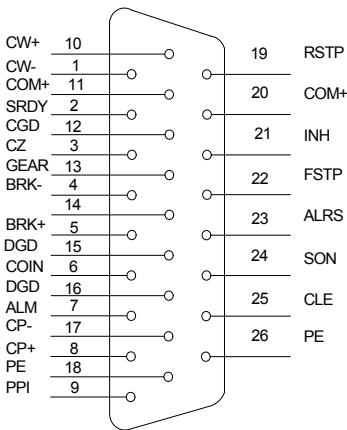 CW+ 10
CW- 1
COM+ 11
SRDY 2
CGD 12
CZ 3
GEAR 13
BRK- 4
14
BRK+ 5
DGD 15
COIN 6
DGD 16
ALM 7
CP- 17
CP+ 8
PE 18
PPI 9
19 RSTP
20 COM+
21 INH
22 FSTP
23 ALRS
24 SON
25 CLE
26 PE